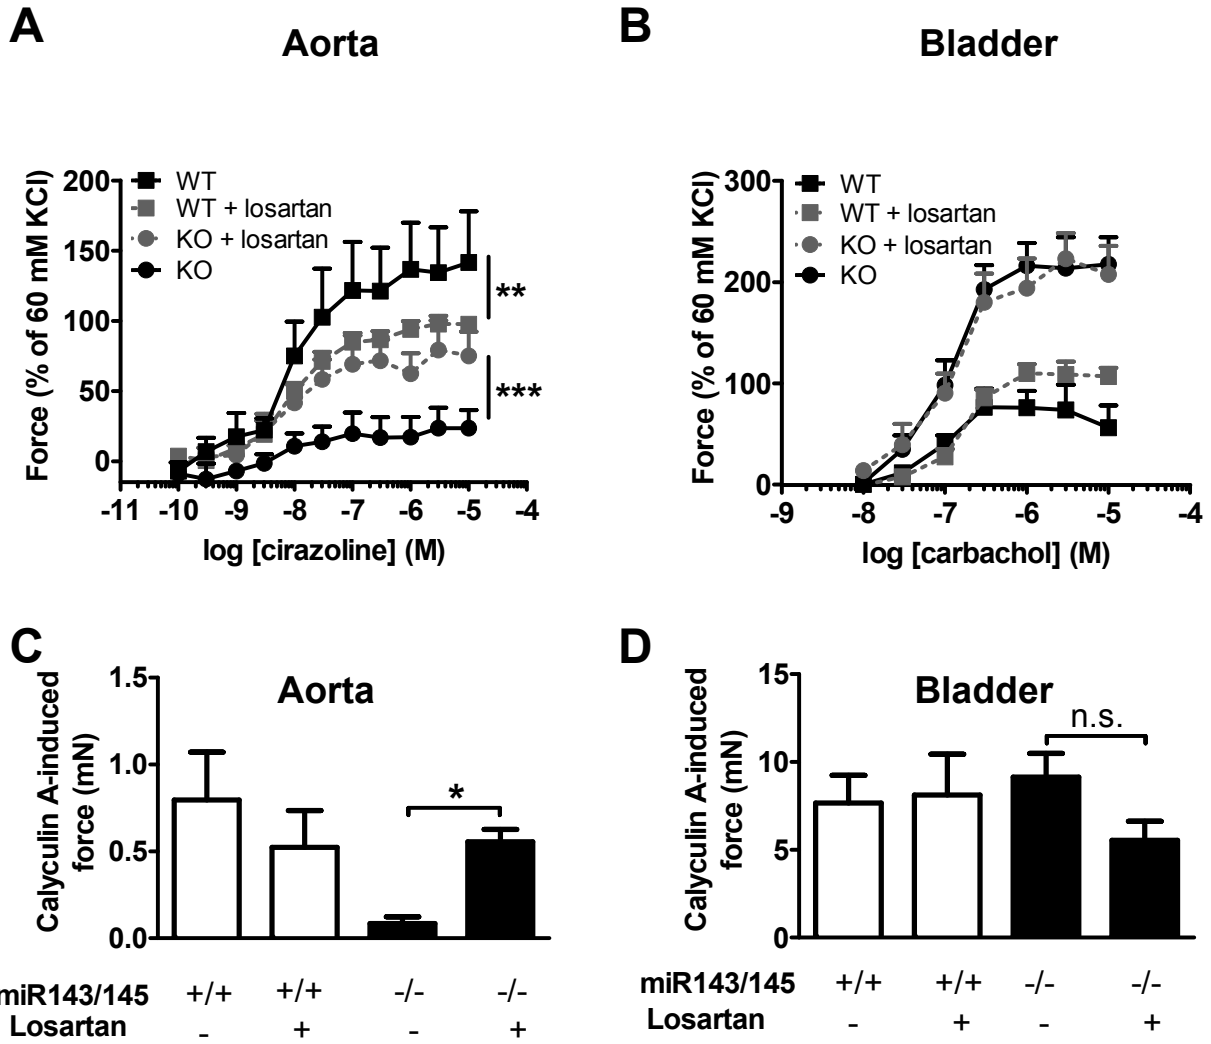 A
Aorta
Force (% of 60 mM KCl)
200
150
100
50
0
WT
WT + losartan
KO + losartan
KO
**
***
-11 -10 -9 -8 -7 -6 -5 -4
log [cirazoline] (M)
B
Bladder
Force (% of 60 mM KCl)
300
200
100
0
WT
WT + losartan
KO + losartan
KO
-9 -8 -7 -6 -5 -4
log [carbachol] (M)
C
Aorta
Calyculin A-induced
force (mN)
1.5
1.0
0.5
0.0
*
miR143/145 +/+ +/+ -/- -/-
Losartan - + - +
D
Bladder
Calyculin A-induced
force (mN)
15
10
5
0
n.s.
miR143/145 +/+ +/+ -/- -/-
Losartan - + - +